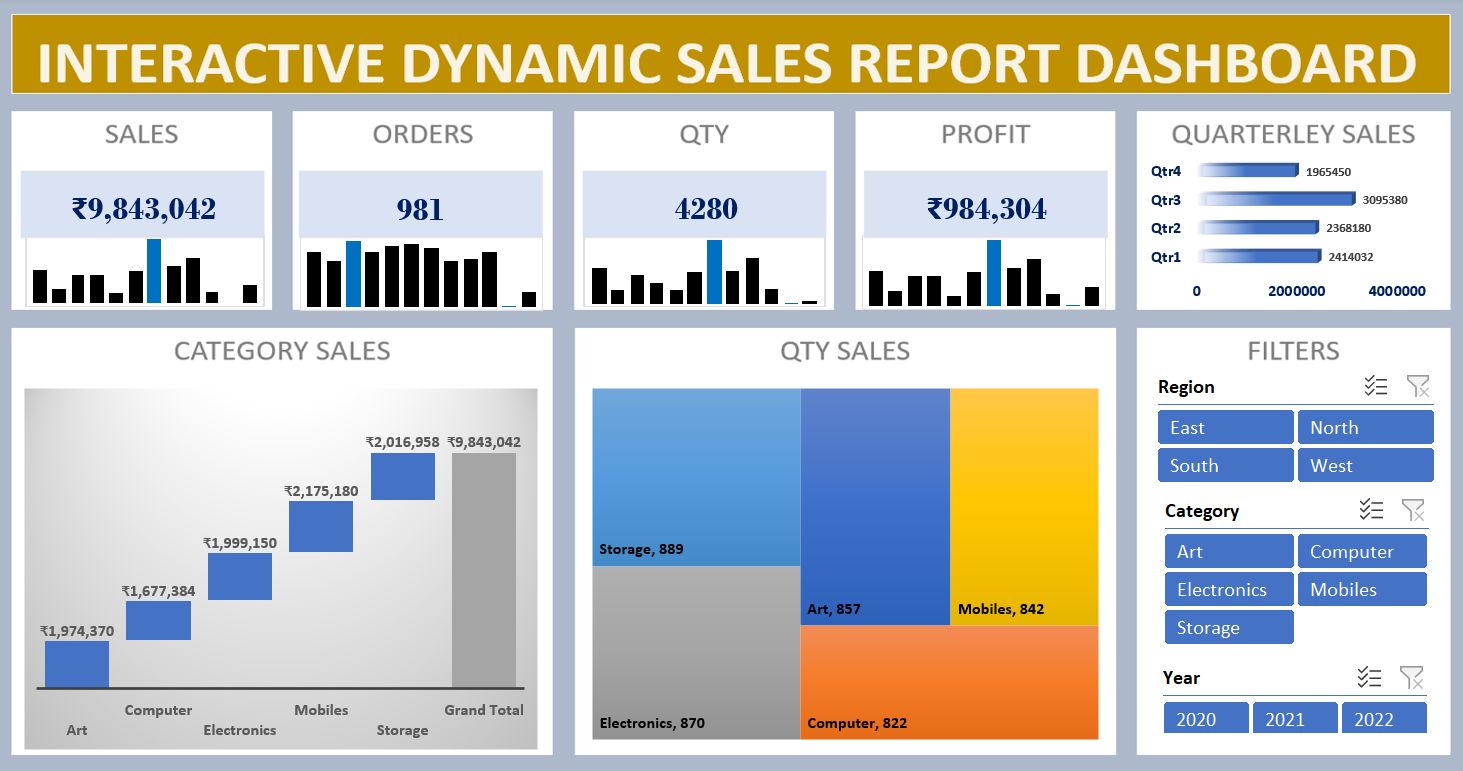 INTERACTIVE DYNAMIC SALES REPORT DASHBOARD
SALES
₹9,843,042
ORDERS
981
QTY
4280
PROFIT
₹984,304
QUARTERLEY SALES
Qtr4 1965450
Qtr3 3095380
Qtr2 2368180
Qtr1 2414032
0 2000000 4000000
CATEGORY SALES
₹2,016,958 ₹9,843,042
₹2,175,180
₹1,999,150
₹1,677,384
₹1,974,370
Computer Mobiles Grand Total
Art Electronics Storage
QTY SALES
Storage, 889
Art, 857 Mobiles, 842
Electronics, 870 Computer, 822
FILTERS
Region
East North
South West
Category
Art Computer
Electronics Mobiles
Storage
Year
2020 2021 2022